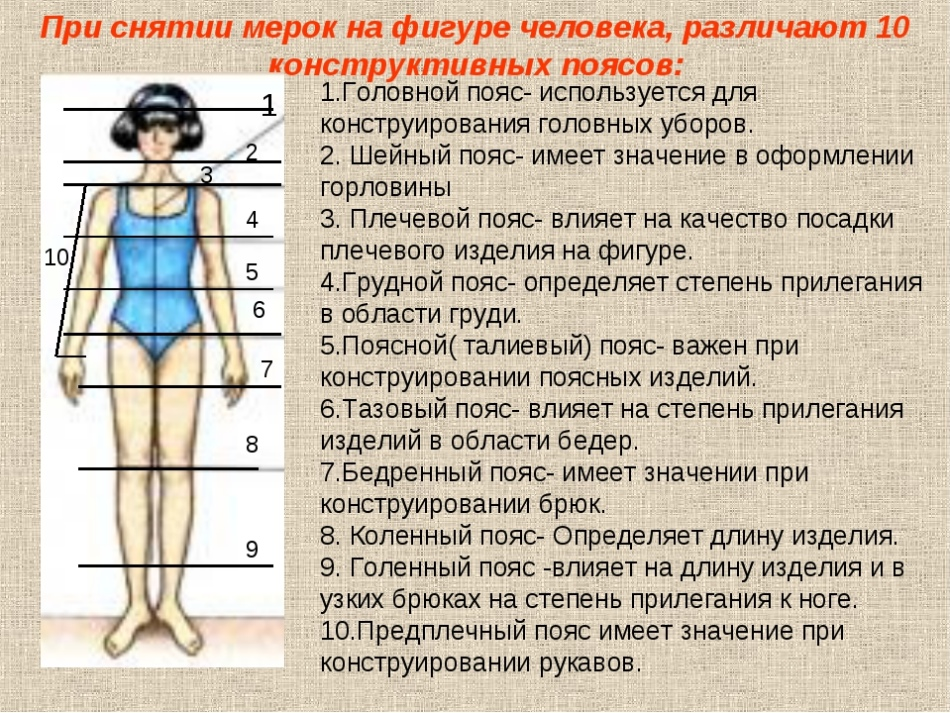 При снятии мерок на фигуре человека, различают 10
конструктивных поясов:
1
2
3
4
10
5
6
7
8
9
1.Головной пояс- используется для
конструирования головных уборов.
2. Шейный пояс- имеет значение в оформлении
горловины
3. Плечевой пояс- влияет на качество посадки
плечевого изделия на фигуре.
4.Грудной пояс- определяет степень прилегания
в области груди.
5.Поясной( талиевый) пояс- важен при
конструировании поясных изделий.
6.Тазовый пояс- влияет на степень прилегания
изделий в области бедер.
7.Бедренный пояс- имеет значении при
конструировании брюк.
8. Коленный пояс- Определяет длину изделия.
9. Голенный пояс -влияет на длину изделия и в
узких брюках на степень прилегания к ноге.
10.Предплечный пояс имеет значение при
конструировании рукавов.